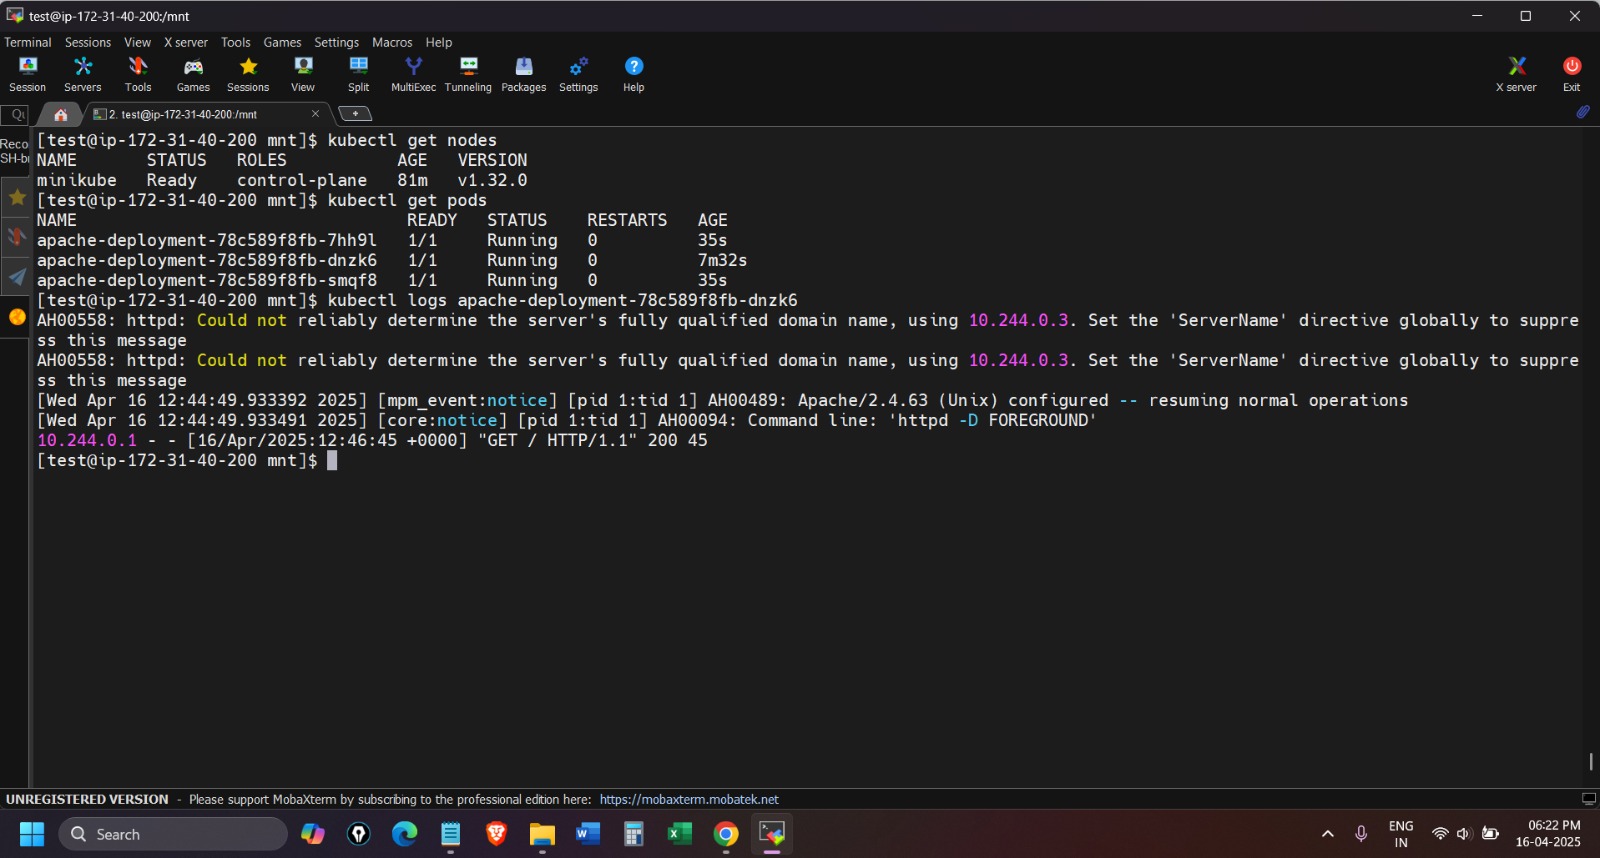 test@ip-172-31-40-200:/mnt
Terminal Sessions View X server Tools Games Settings Macros Help
Session Servers Tools Games Sessions View Split MultiExec Tunneling Packages Settings Help X server Exit
2. test@ip-172-31-40-200:/mnt
Reco
[test@ip-172-31-40-200 mnt]$ kubectl get nodes
NAME STATUS ROLES AGE VERSION
minikube Ready control-plane 81m v1.32.0
[test@ip-172-31-40-200 mnt]$ kubectl get pods
NAME READY STATUS RESTARTS AGE
apache-deployment-78c589f8fb-7hh9l 1/1 Running 0 35s
apache-deployment-78c589f8fb-dnzk6 1/1 Running 0 7m32s
apache-deployment-78c589f8fb-smqf8 1/1 Running 0 35s
[test@ip-172-31-40-200 mnt]$ kubectl logs apache-deployment-78c589f8fb-dnzk6
AH00558: httpd: Could not reliably determine the server's fully qualified domain name, using 10.244.0.3. Set the 'ServerName' directive globally to suppre
ss this message
AH00558: httpd: Could not reliably determine the server's fully qualified domain name, using 10.244.0.3. Set the 'ServerName' directive globally to suppre
ss this message
[Wed Apr 16 12:44:49.933392 2025] [mpm_event:notice] [pid 1:tid 1] AH00489: Apache/2.4.63 (Unix) configured -- resuming normal operations
[Wed Apr 16 12:44:49.933491 2025] [core:notice] [pid 1:tid 1] AH00094: Command line: 'httpd -D FOREGROUND'
10.244.0.1 - - [16/Apr/2025:12:46:45 +0000] "GET / HTTP/1.1" 200 45
[test@ip-172-31-40-200 mnt]$
UNREGISTERED VERSION - Please support MobaXterm by subscribing to the professional edition here: https://mobaxterm.mobatek.net
Search
ENG
IN
06:22 PM
16-04-2025